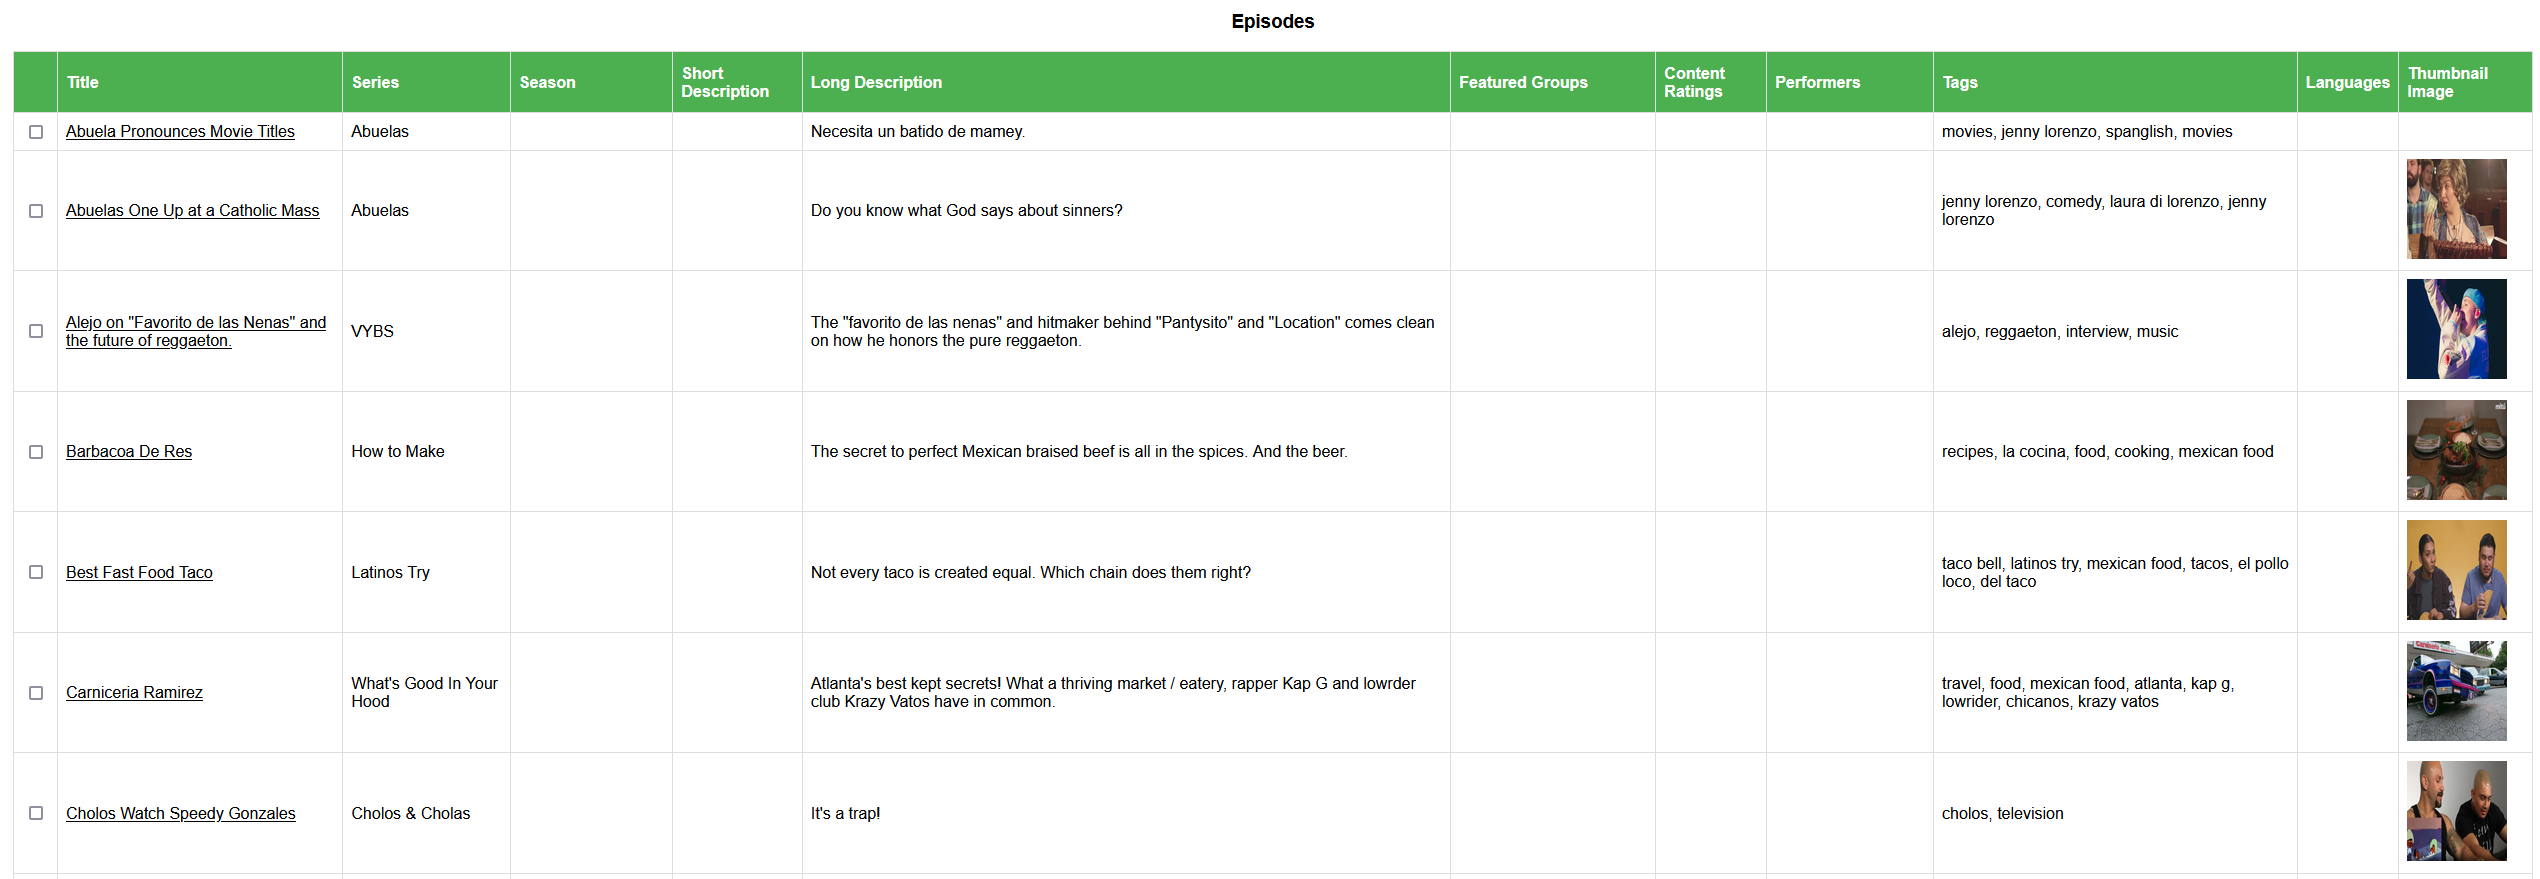 Episodes
Title
Series
Season
Short
Description
Long Description
Featured Groups
Content
Ratings
Performers
Tags
Languages
Thumbnail
Image
Abuela Pronounces Movie Titles
Abuelas
Necesita un batido de mamey.
movies, jenny lorenzo, spanglish, movies
Abuelas One Up at a Catholic Mass
Abuelas
Do you know what God says about sinners?
jenny lorenzo, comedy, laura di lorenzo, jenny
lorenzo
Alejo on "Favorito de las Nenas" and
the future of reggaeton.
VYBS
The "favorito de las nenas" and hitmaker behind "Pantysito" and "Location" comes clean
on how he honors the pure reggaeton.
alejo, reggaeton, interview, music
Barbacoa De Res
How to Make
The secret to perfect Mexican braised beef is all in the spices. And the beer.
recipes, la cocina, food, cooking, mexican food
mitú
Best Fast Food Taco
Latinos Try
Not every taco is created equal. Which chain does them right?
taco bell, latinos try, mexican food, tacos, el pollo
loco, del taco
Carniceria Ramirez
What's Good In Your
Hood
Atlanta's best kept secrets! What a thriving market / eatery, rapper Kap G and lowrder
club Krazy Vatos have in common.
travel, food, mexican food, atlanta, kap g,
lowrider, chicanos, krazy vatos
Cholos Watch Speedy Gonzales
Cholos & Cholas
It's a trap!
cholos, television